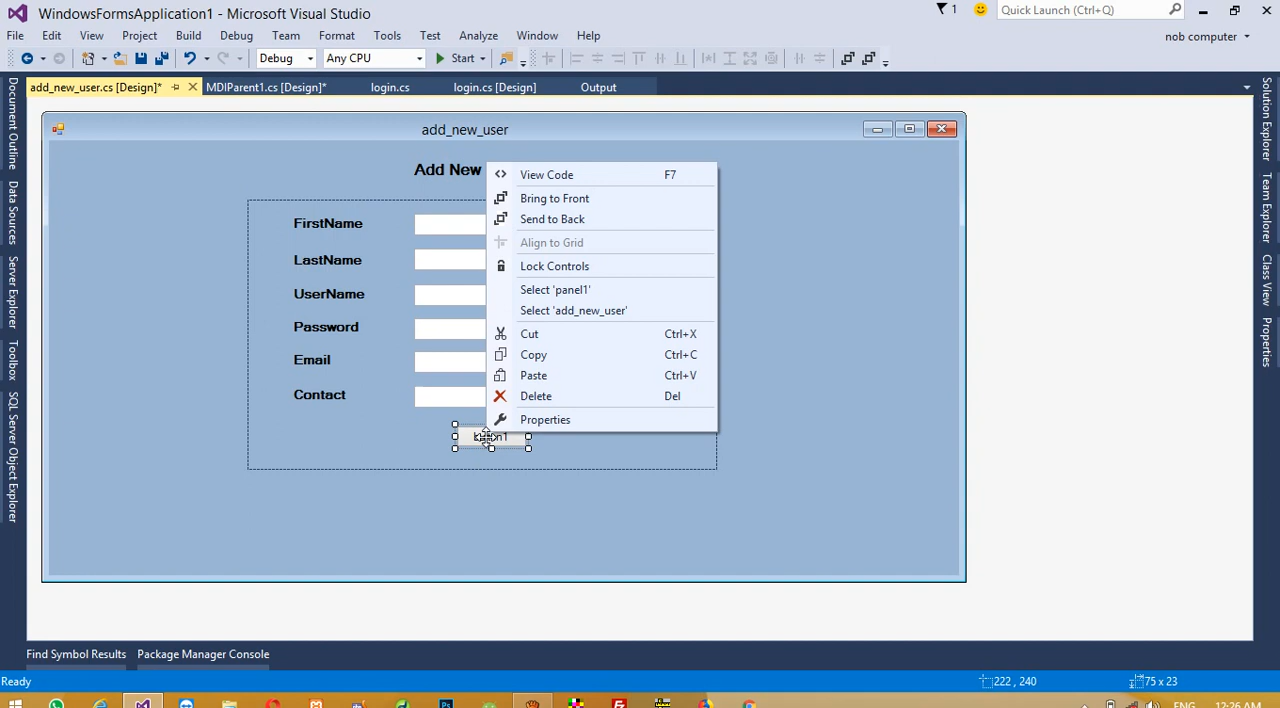 WindowsFormsApplication1 - Microsoft Visual Studio
1
Quick Launch (Ctrl+Q)
File Edit View Project Build Debug Team Format Tools Test Analyze Window Help
nob computer
Debug Any CPU Start
add_new_user.cs [Design]* MDIParent1.cs [Design]* login.cs login.cs [Design] Output
Document Outline
Data Sources
Server Explorer
Toolbox
SQL Server Object Explorer
add_new_user
Add New
FirstName
LastName
UserName
Password
Email
Contact
View Code F7
Bring to Front
Send to Back
Align to Grid
Lock Controls
Select 'panel1'
Select 'add_new_user'
Cut Ctrl+X
Copy Ctrl+C
Paste Ctrl+V
Delete Del
Properties
Solution Explorer
Team Explorer
Class View
Properties
Find Symbol Results Package Manager Console
Ready
222 , 240
75 x 23
ENG
12:26 AM